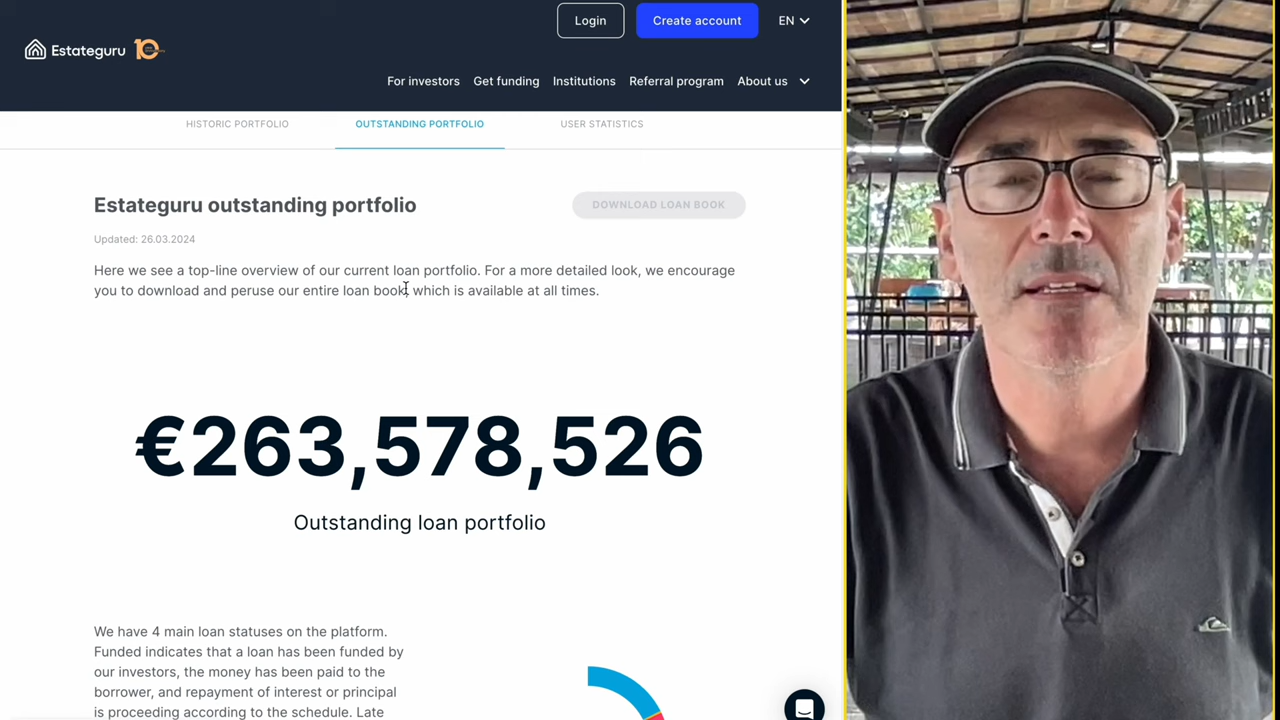 Login
Create account
EN
Estateguru 10
For investors
Get funding
Institutions
Referral program
About us
HISTORIC PORTFOLIO
OUTSTANDING PORTFOLIO
USER STATISTICS
Estateguru outstanding portfolio
DOWNLOAD LOAN BOOK
Updated: 26.03.2024
Here we see a top-line overview of our current loan portfolio. For a more detailed look, we encourage
you to download and peruse our entire loan book, which is available at all times.
€263,578,526
Outstanding loan portfolio
We have 4 main loan statuses on the platform.
Funded indicates that a loan has been funded by
our investors, the money has been paid to the
borrower, and repayment of interest or principal
is proceeding according to the schedule. Late